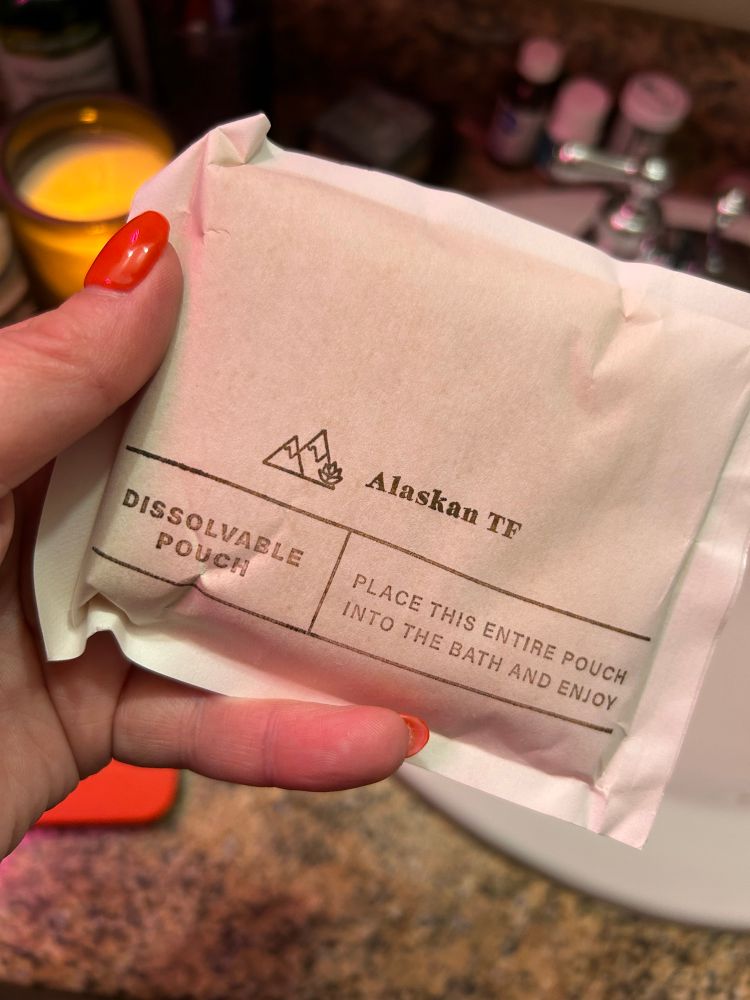 Alaskan TF
DISSOLVABLE
POUCH
PLACE THIS ENTIRE POUCH
INTO THE BATH AND ENJOY